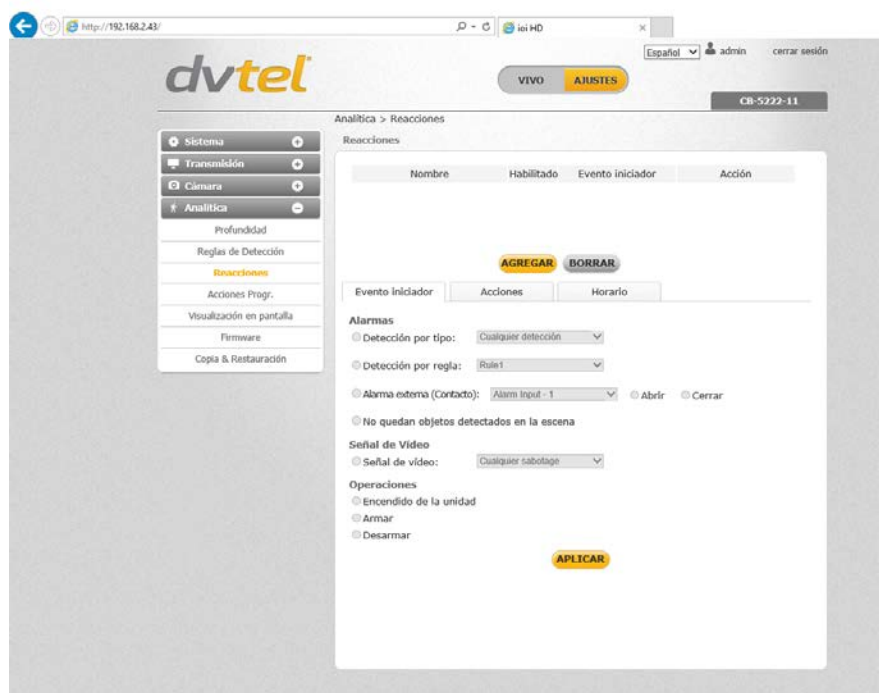 http://192.168.2.43/
ioi HD
Español
admin
cerrar sesión
dvtel
VIVO
AJUSTES
CB-5222-11
Analítica > Reacciones
Sistema
Transmisión
Cámara
Analítica
Profundidad
Reglas de Detección
Reacciones
Acciones Progr.
Visualización en pantalla
Firmware
Copia & Restauración
Reacciones
Nombre Habilitado Evento iniciador Acción
AGREGAR BORRAR
Evento iniciador Acciones Horario
Alarmas
Detección por tipo: Cualquier detección
Detección por regla: Rule1
Alarma externa (Contacto): Alarm Input - 1 Abrir Cerrar
No quedan objetos detectados en la escena
Señal de Vídeo
Señal de vídeo: Cualquier sabotage
Operaciones
Encendido de la unidad
Armar
Desarmar
APLICAR